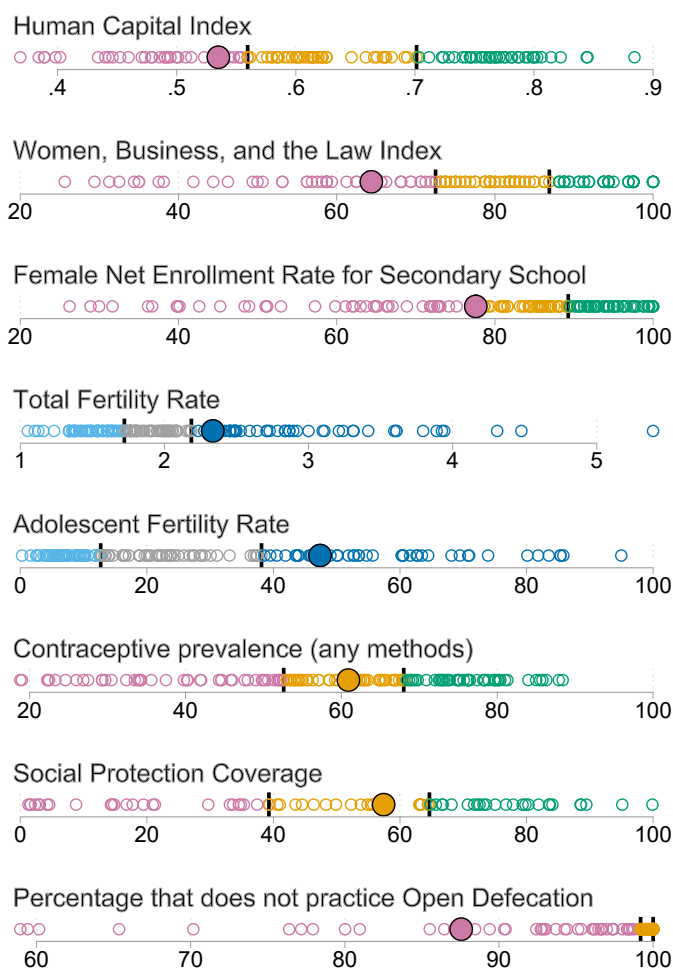 Human Capital Index
.4 .5 .6 .7 .8 .9
Women, Business, and the Law Index
20 40 60 80 100
Female Net Enrollment Rate for Secondary School
20 40 60 80 100
Total Fertility Rate
1 2 3 4 5
Adolescent Fertility Rate
0 20 40 60 80 100
Contraceptive prevalence (any methods)
20 40 60 80 100
Social Protection Coverage
0 20 40 60 80 100
Percentage that does not practice Open Defecation
60 70 80 90 100